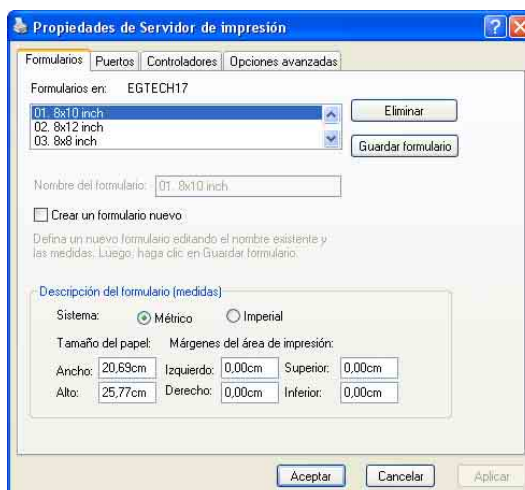 Propiedades de Servidor de impresión
Formularios Puertos Controladores Opciones avanzadas
Formularios en: EGTECH17
01. 8x10 inch
02. 8x12 inch
03. 8x8 inch
Eliminar
Guardar formulario
Nombre del formulario: 01. 8x10 inch
Crear un formulario nuevo
Defina un nuevo formulario editando el nombre existente y
las medidas. Luego, haga clic en Guardar formulario.
Descripción del formulario (medidas)
Sistema: Métrico Imperial
Tamaño del papel: Márgenes del área de impresión:
Ancho: 20,69cm Izquierdo: 0,00cm Superior: 0,00cm
Alto: 25,77cm Derecho: 0,00cm Inferior: 0,00cm
Aceptar Cancelar Aplicar